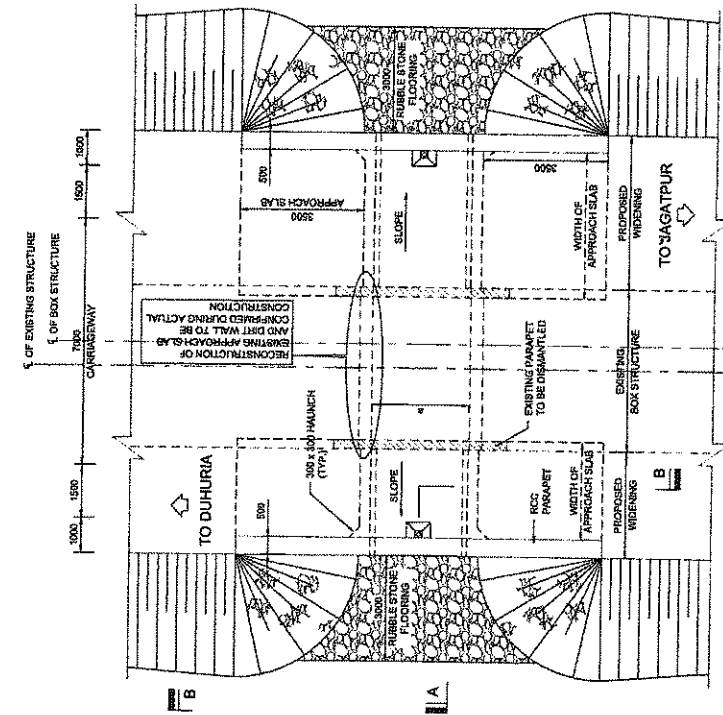 ℄ OF EXISTING STRUCTURE
℄ OF BOX STRUCTURE
1000
1500
7000
CARRIAGEWAY
1500
1000
TO DUHURIA
500
500
300 x 300 HAUNCH
(TYP.)
RECONSTRUCTION OF
EXISTING APPROACH SLAB
AND DIRT WALL TO BE
CONFIRMED DURING ACTUAL
CONSTRUCTION
3500
APPROACH SLAB
3000
RUBBLE STONE
FLOORING
SLOPE
SLOPE
3000
RUBBLE STONE
FLOORING
EXISTING PARAPET
TO BE DISMANTLED
RCC
PARAPET
3500
WIDTH OF
APPROACH SLAB
WIDTH OF
APPROACH SLAB
PROPOSED
WIDENING
EXISTING
BOX STRUCTURE
PROPOSED
WIDENING
TO JAGATPUR
B
A
B